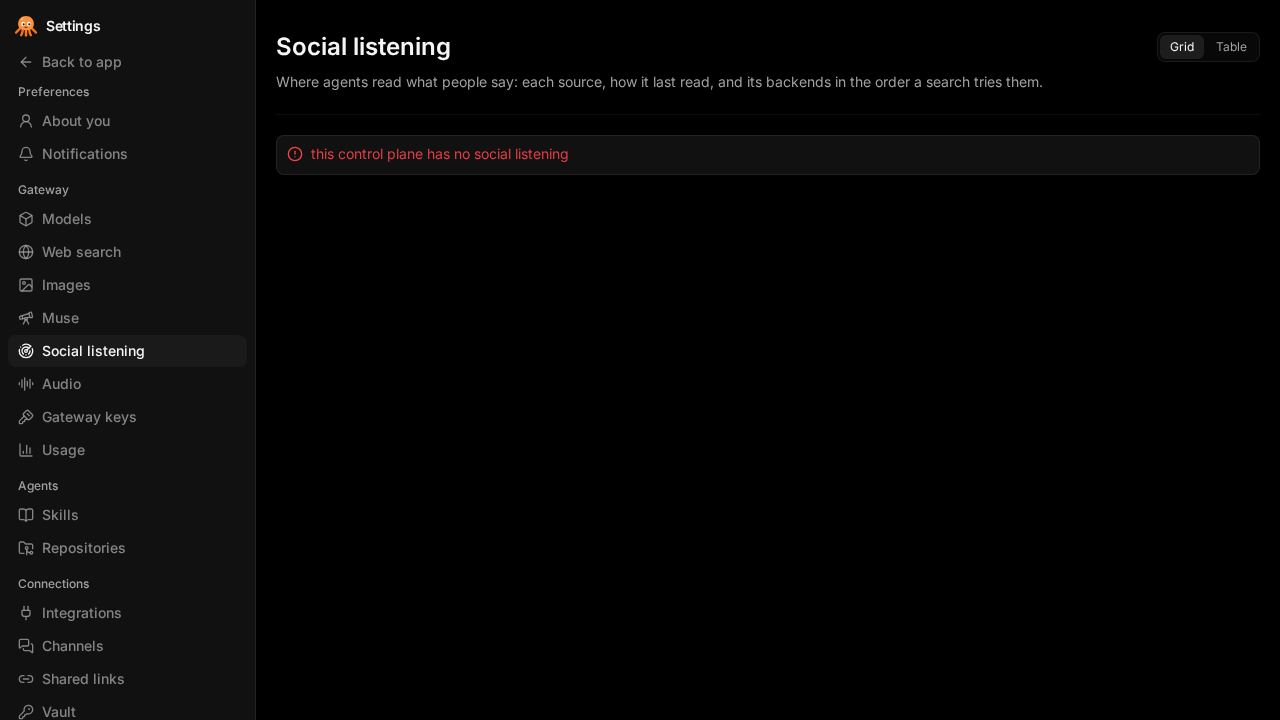 Settings
Back to app
Preferences
About you
Notifications
Gateway
Models
Web search
Images
Muse
Social listening
Audio
Gateway keys
Usage
Agents
Skills
Repositories
Connections
Integrations
Channels
Shared links
Vault
Social listening
Grid
Table
Where agents read what people say: each source, how it last read, and its backends in the order a search tries them.
this control plane has no social listening